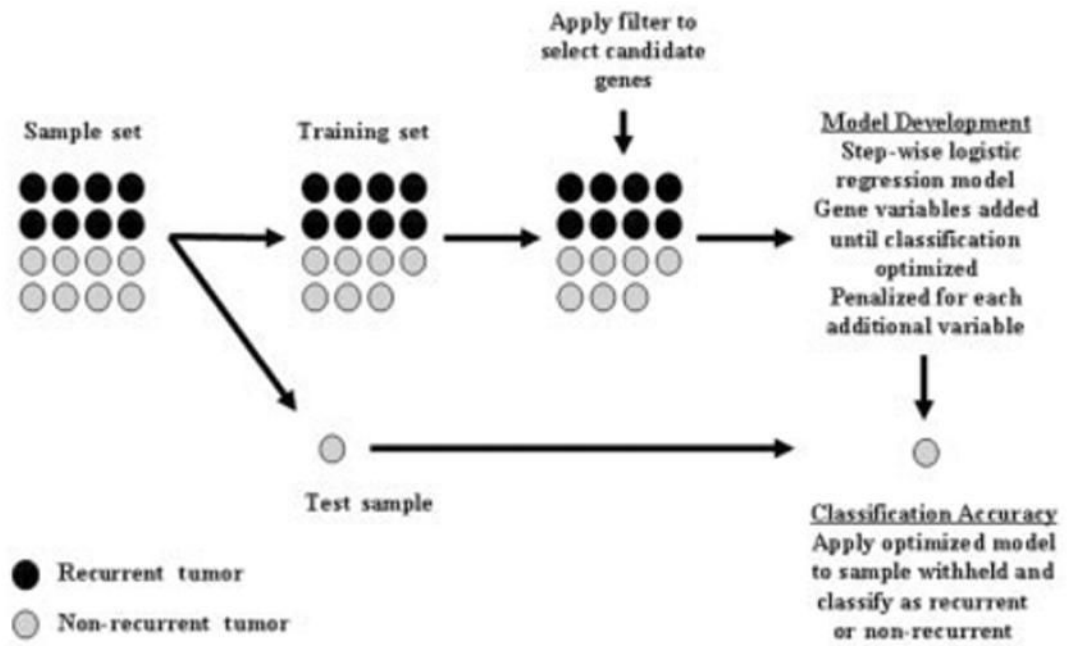 Apply filter to
select candidate
genes
Sample set
Training set
Model Development
Step-wise logistic
regression model
Gene variables added
until classification
optimized
Penalized for each
additional variable
Test sample
Classification Accuracy
Apply optimized model
to sample withheld and
classify as recurrent
or non-recurrent
Recurrent tumor
Non-recurrent tumor